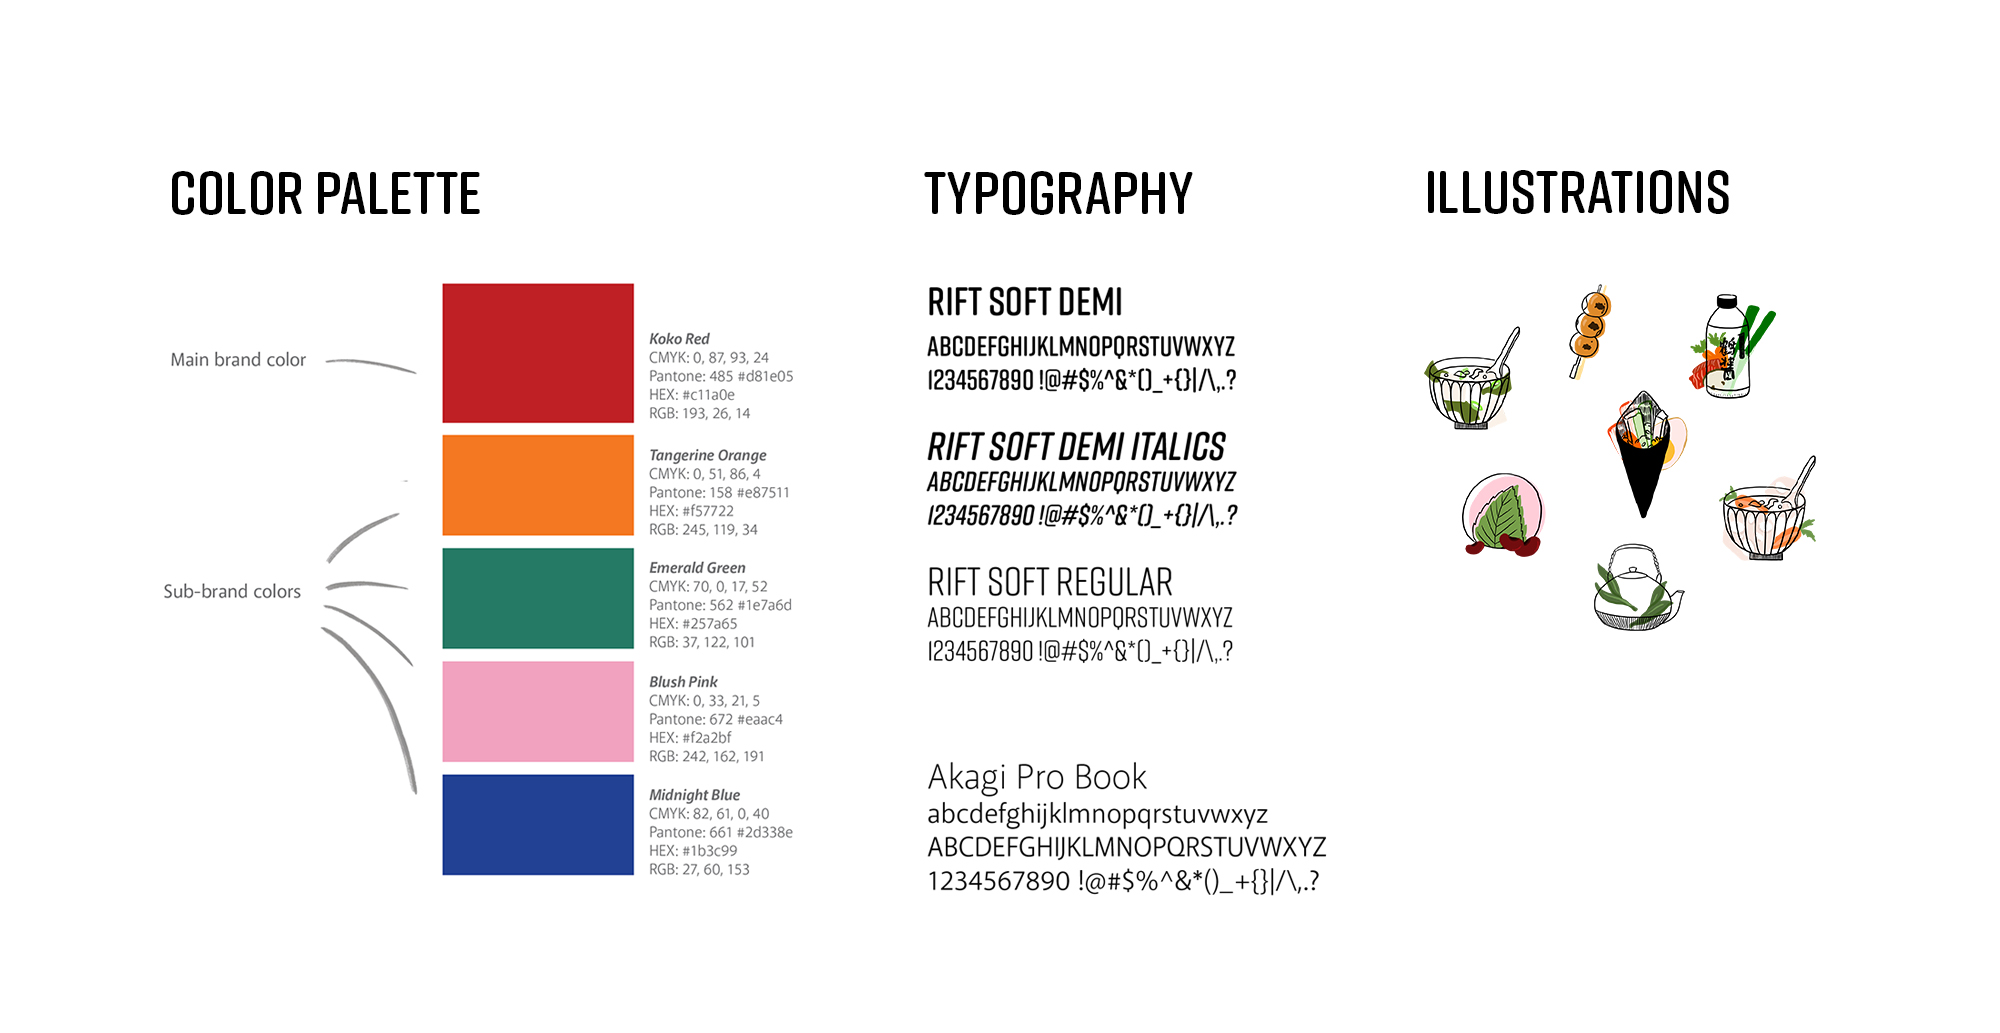 COLOR PALETTE
Main brand color
Koko Red
CMYK: 0, 87, 93, 24
Pantone: 485 #d81e05
HEX: #c11a0e
RGB: 193, 26, 14
Tangerine Orange
CMYK: 0, 51, 86, 4
Pantone: 158 #e87511
HEX: #f57722
RGB: 245, 119, 34
Sub-brand colors
Emerald Green
CMYK: 70, 0, 17, 52
Pantone: 562 #1e7a6d
HEX: #257a65
RGB: 37, 122, 101
Blush Pink
CMYK: 0, 33, 21, 5
Pantone: 672 #eaac4
HEX: #f2a2bf
RGB: 242, 162, 191
Midnight Blue
CMYK: 82, 61, 0, 40
Pantone: 661 #2d338e
HEX: #1b3c99
RGB: 27, 60, 153
TYPOGRAPHY
RIFT SOFT DEMI
ABCDEFGHIJKLMNOPQRSTUVWXYZ
1234567890 !@#$%^&*()_+{}|/\,.?
RIFT SOFT DEMI ITALICS
ABCDEFGHIJKLMNOPQRSTUVWXYZ
1234567890 !@#$%^&*()_+{}|/\,.?
RIFT SOFT REGULAR
ABCDEFGHIJKLMNOPQRSTUVWXYZ
1234567890 !@#$%^&*()_+{}|/\,.?
Akagi Pro Book
abcdefghijklmnopqrstuvwxyz
ABCDEFGHIJKLMNOPQRSTUVWXYZ
1234567890 !@#$%^&*()_+{}|/\,.?
ILLUSTRATIONS